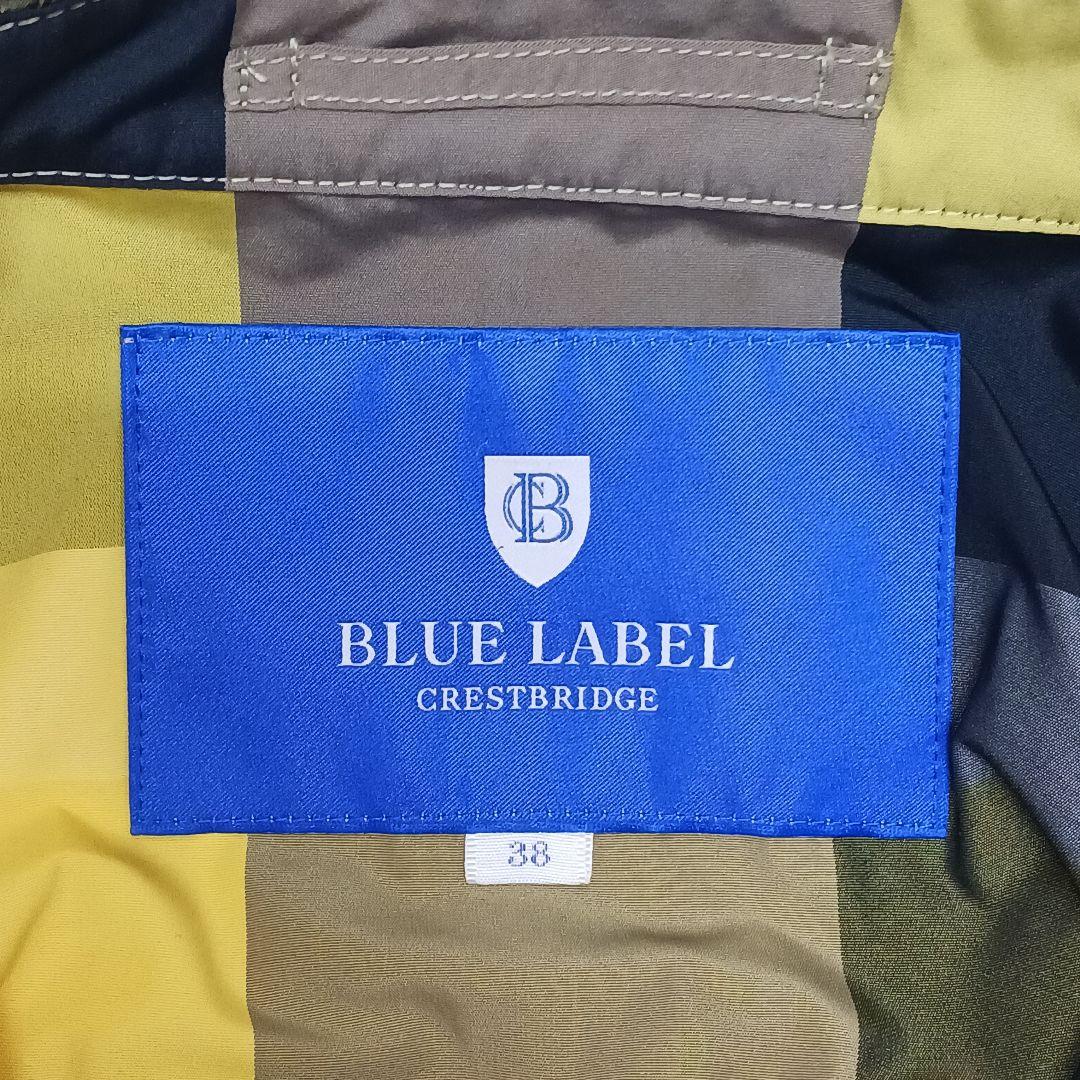 CB
BLUE LABEL
CRESTBRIDGE
38